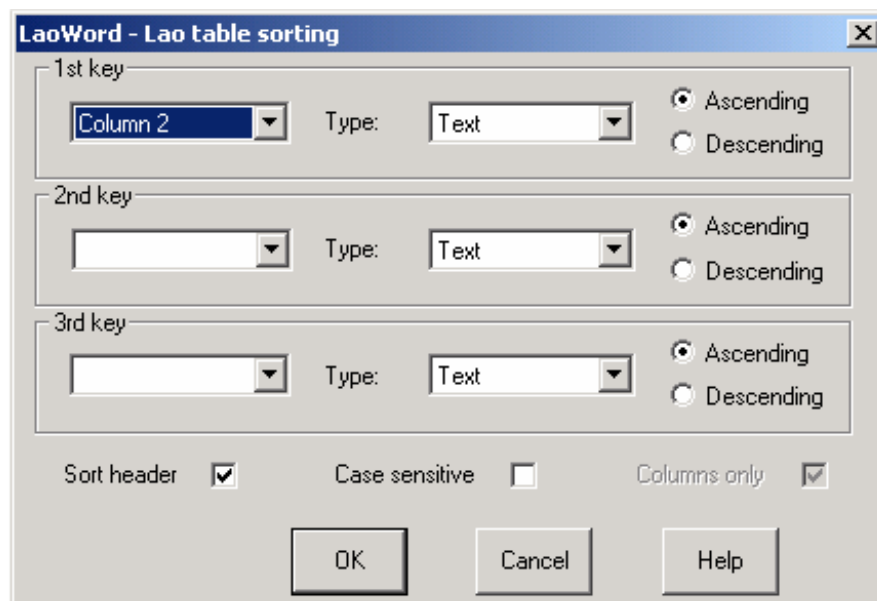 LaoWord - Lao table sorting
1st key
Column 2 Type: Text Ascending
Descending
2nd key
Type: Text Ascending
Descending
3rd key
Type: Text Ascending
Descending
Sort header Case sensitive Columns only
OK Cancel Help